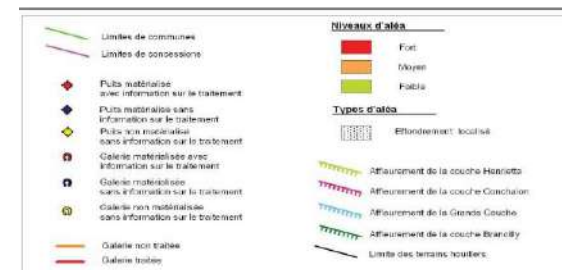 Limites de communes
Limites de concessions
Puits matérialisé
avec information sur le traitement
Puits matérialisé sans
information sur le traitement
Puits non matérialisé
sans information sur le traitement
Galerie matérialisée avec
information sur le traitement
Galerie matérialisée
sans information sur le traitement
Galerie non matérialisée
sans information sur le traitement
Galerie non traitée
Galerie traitée
Niveaux d'aléa
Fort
Moyen
Faible
Types d'aléa
Effondrement localisé
Affleurement de la couche Henriette
Affleurement de la couche Conchalon
Affleurement de la Grande Couche
Affleurement de la couche Brancilly
Limite des terrains houillers